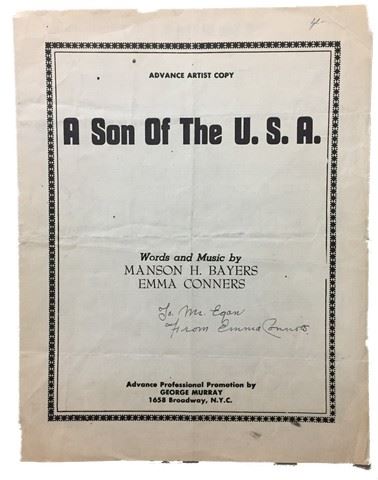 4-
ADVANCE ARTIST COPY
A Son Of The U. S. A.
Words and Music by
MANSON H. BAYERS
EMMA CONNERS
To Mr. Egan
From Emma Conners
Advance Professional Promotion by
GEORGE MURRAY
1658 Broadway, N.Y.C.